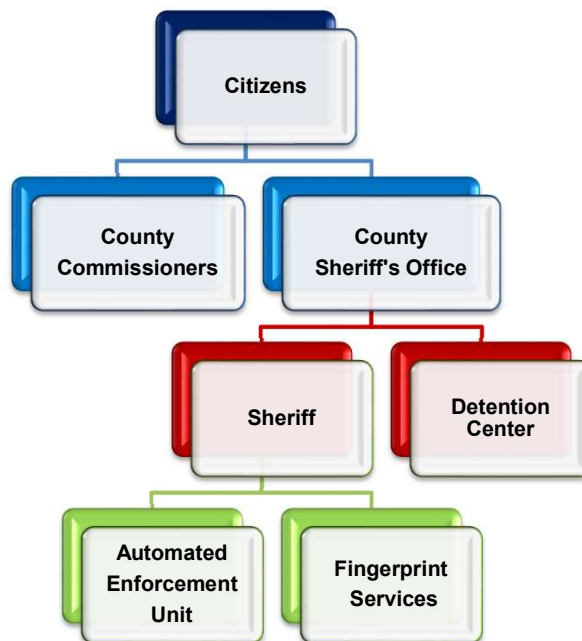 Citizens
County
Commissioners
County
Sheriff's Office
Sheriff
Detention
Center
Automated
Enforcement
Unit
Fingerprint
Services